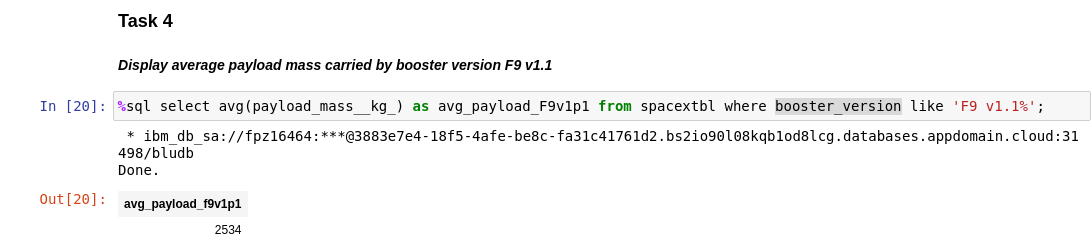 Task 4
Display average payload mass carried by booster version F9 v1.1
In [20]: %sql select avg(payload_mass__kg_) as avg_payload_F9v1p1 from spacextbl where booster_version like 'F9 v1.1%';
* ibm_db_sa://fpz16464:***@3883e7e4-18f5-4afe-be8c-fa31c41761d2.bs2io90l08kqb1od8lcg.databases.appdomain.cloud:31
498/bludb
Done.
Out[20]: avg_payload_f9v1p1
2534